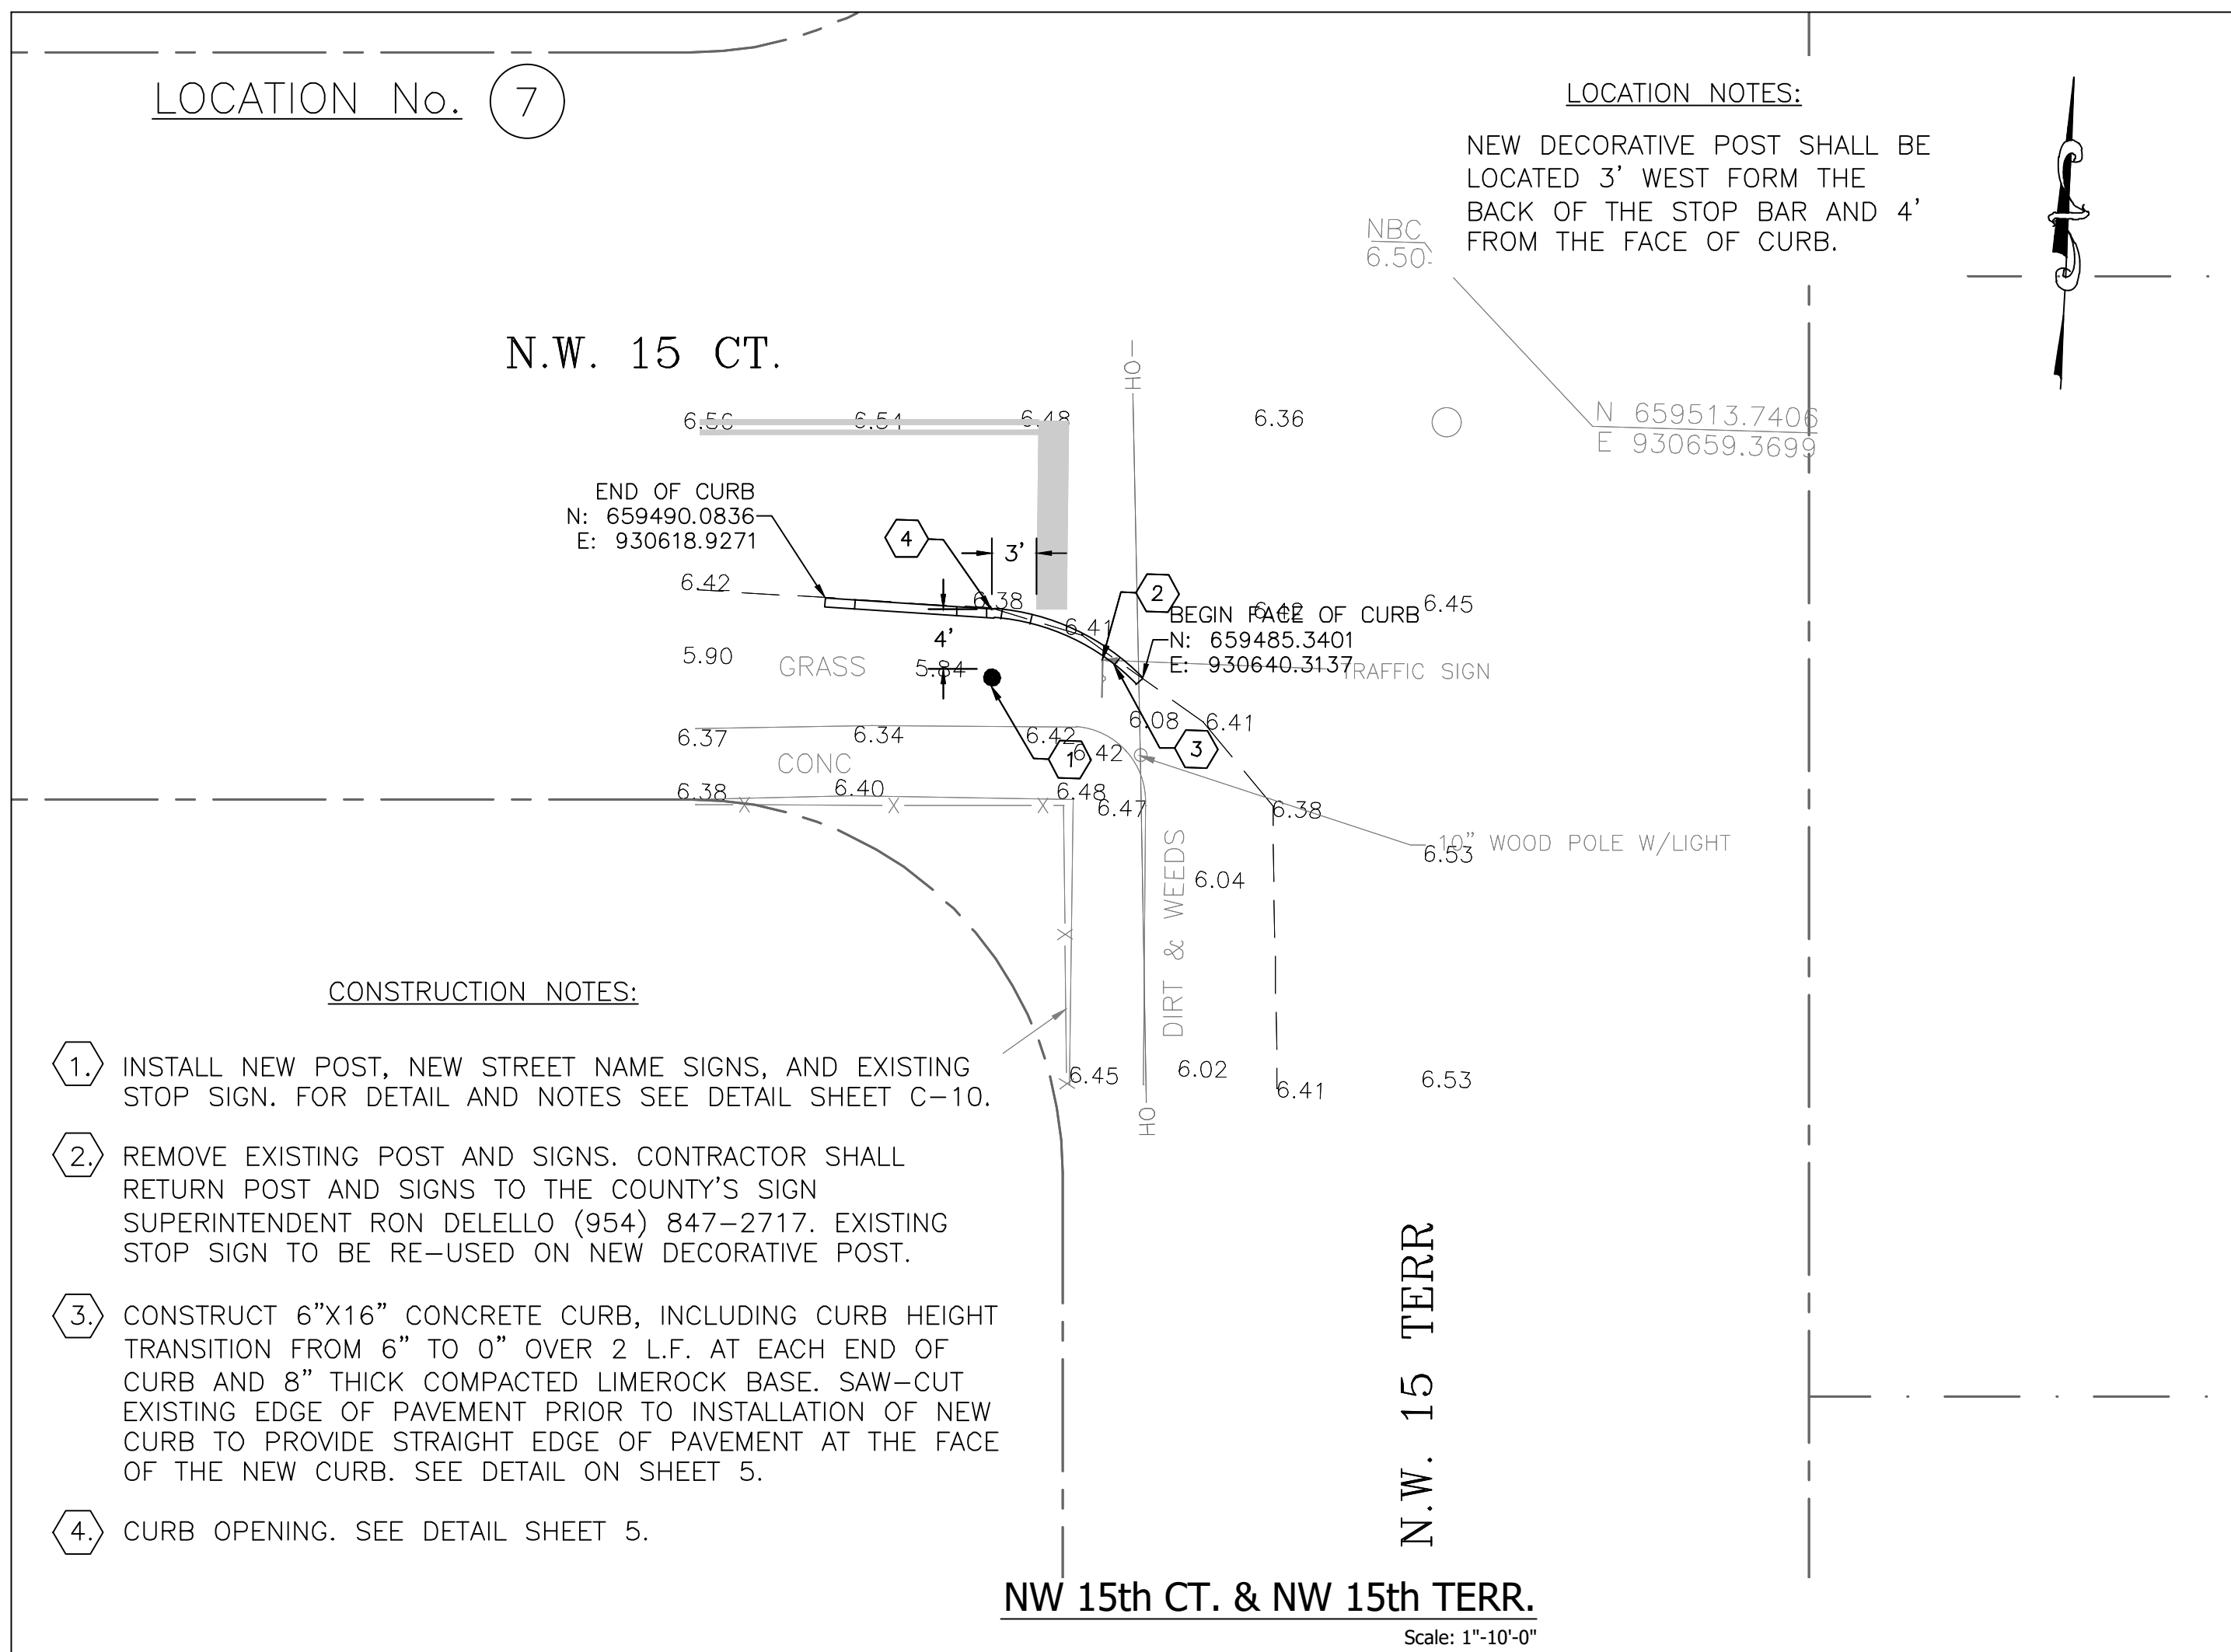 LOCATION No. 7
LOCATION NOTES:
NEW DECORATIVE POST SHALL BE
LOCATED 3' WEST FORM THE
BACK OF THE STOP BAR AND 4'
FROM THE FACE OF CURB.
NBC
6.50
N.W. 15 CT.
OH
N 659513.7406
E 930659.3699
6.56
6.54
6.48
6.36
END OF CURB
N: 659490.0836
E: 930618.9271
4
3'
2
6.42
6.38
6.41
BEGIN FACE OF CURB
N: 659485.3401
E: 930640.3137
6.42
6.45
4'
5.90
GRASS
5.84
TRAFFIC SIGN
6.37
6.34
6.42
6.42
6.08
6.41
1
3
CONC
6.38
6.40
6.48
6.47
6.38
X
X
X
10" WOOD POLE W/LIGHT
6.53
DIRT & WEEDS
6.04
X
X
6.45
6.02
6.41
6.53
OH
CONSTRUCTION NOTES:
1. INSTALL NEW POST, NEW STREET NAME SIGNS, AND EXISTING
STOP SIGN. FOR DETAIL AND NOTES SEE DETAIL SHEET C-10.
2. REMOVE EXISTING POST AND SIGNS. CONTRACTOR SHALL
RETURN POST AND SIGNS TO THE COUNTY'S SIGN
SUPERINTENDENT RON DELELLO (954) 847-2717. EXISTING
STOP SIGN TO BE RE-USED ON NEW DECORATIVE POST.
3. CONSTRUCT 6"X16" CONCRETE CURB, INCLUDING CURB HEIGHT
TRANSITION FROM 6" TO 0" OVER 2 L.F. AT EACH END OF
CURB AND 8" THICK COMPACTED LIMEROCK BASE. SAW-CUT
EXISTING EDGE OF PAVEMENT PRIOR TO INSTALLATION OF NEW
CURB TO PROVIDE STRAIGHT EDGE OF PAVEMENT AT THE FACE
OF THE NEW CURB. SEE DETAIL ON SHEET 5.
4. CURB OPENING. SEE DETAIL SHEET 5.
N.W. 15 TERR
NW 15th CT. & NW 15th TERR.
Scale: 1"-10'-0"